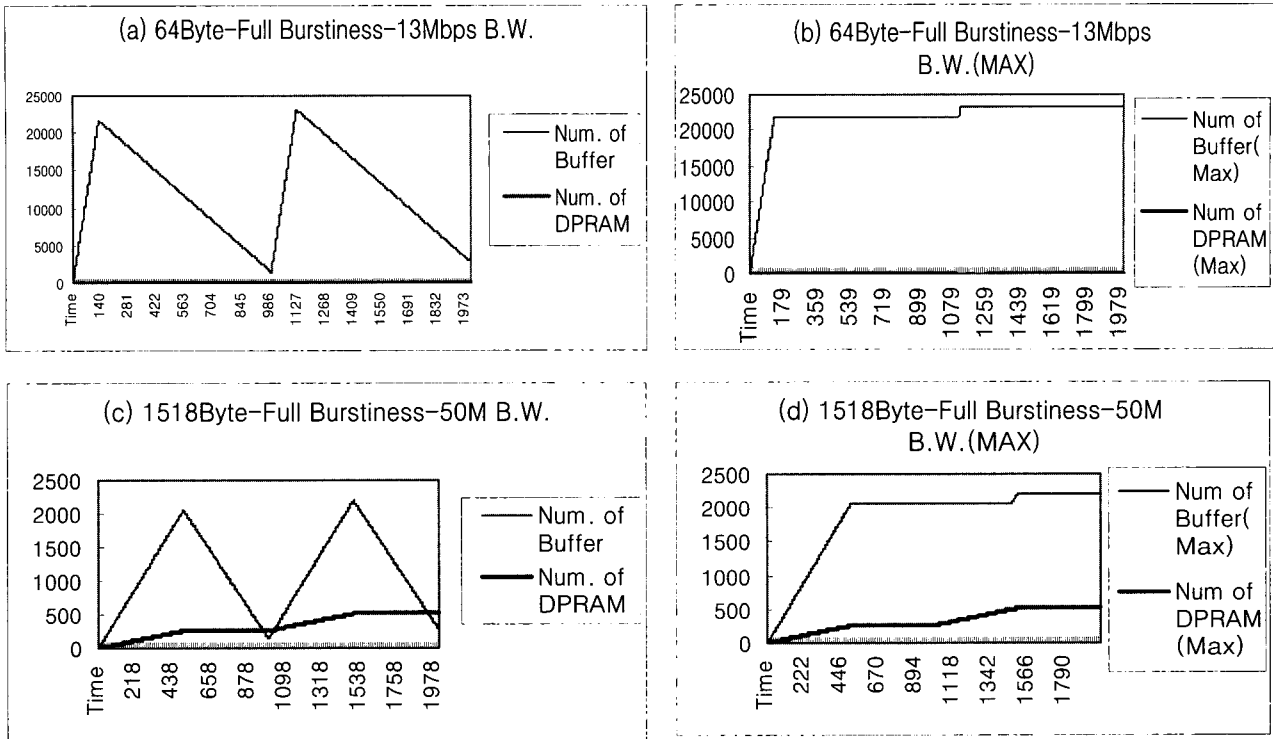 (a) 64Byte-Full Burstiness-13Mbps B.W.
25000
20000
15000
10000
5000
0
Time
140
281
422
563
704
845
986
1127
1268
1409
1550
1691
1832
1973
Num. of
Buffer
Num. of
DPRAM
(b) 64Byte-Full Burstiness-13Mbps
B.W.(MAX)
25000
20000
15000
10000
5000
0
Time
179
359
539
719
899
1079
1259
1439
1619
1799
1979
Num of
Buffer(
Max)
Num of
DPRAM
(Max)
(c) 1518Byte-Full Burstiness-50M B.W.
2500
2000
1500
1000
500
0
Time
218
438
658
878
1098
1318
1538
1758
1978
Num. of
Buffer
Num. of
DPRAM
(d) 1518Byte-Full Burstiness-50M
B.W.(MAX)
2500
2000
1500
1000
500
0
Time
222
446
670
894
1118
1342
1566
1790
Num of
Buffer(
Max)
Num of
DPRAM
(Max)